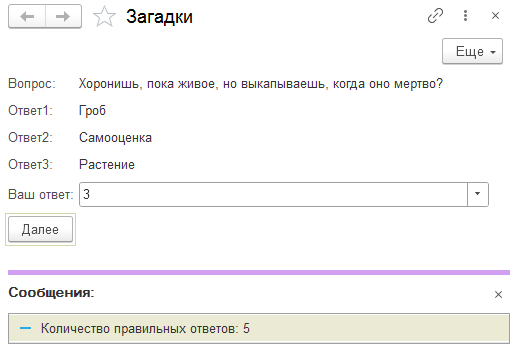 Загадки
Еще
Вопрос: Хоронишь, пока живое, но выкапываешь, когда оно мертво?
Ответ1: Гроб
Ответ2: Самооценка
Ответ3: Растение
Ваш ответ: 3
Далее
Сообщения:
Количество правильных ответов: 5